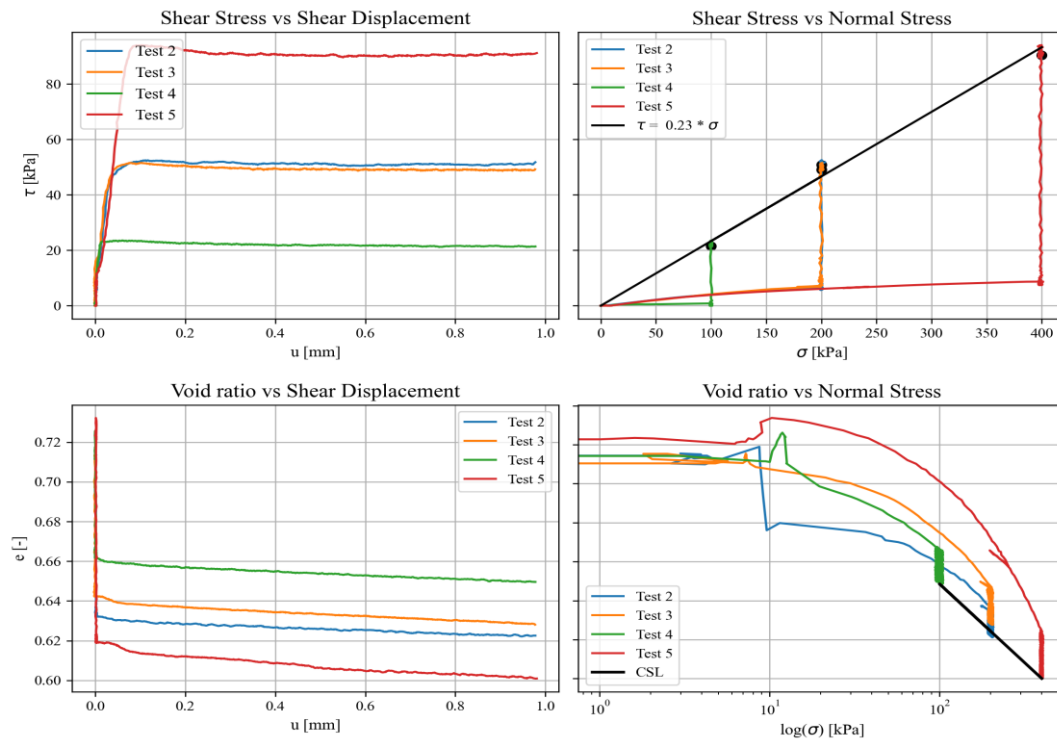 Shear Stress vs Shear Displacement
Test 2
Test 3
Test 4
Test 5
80
60
40
20
0
τ [kPa]
0.0 0.2 0.4 0.6 0.8 1.0
u [mm]
Shear Stress vs Normal Stress
Test 2
Test 3
Test 4
Test 5
τ = 0.23 * σ
0 50 100 150 200 250 300 350 400
σ [kPa]
Void ratio vs Shear Displacement
Test 2
Test 3
Test 4
Test 5
0.72
0.70
0.68
0.66
0.64
0.62
0.60
e [-]
0.0 0.2 0.4 0.6 0.8 1.0
u [mm]
Void ratio vs Normal Stress
Test 2
Test 3
Test 4
Test 5
CSL
10⁰ 10¹ 10²
log(σ) [kPa]